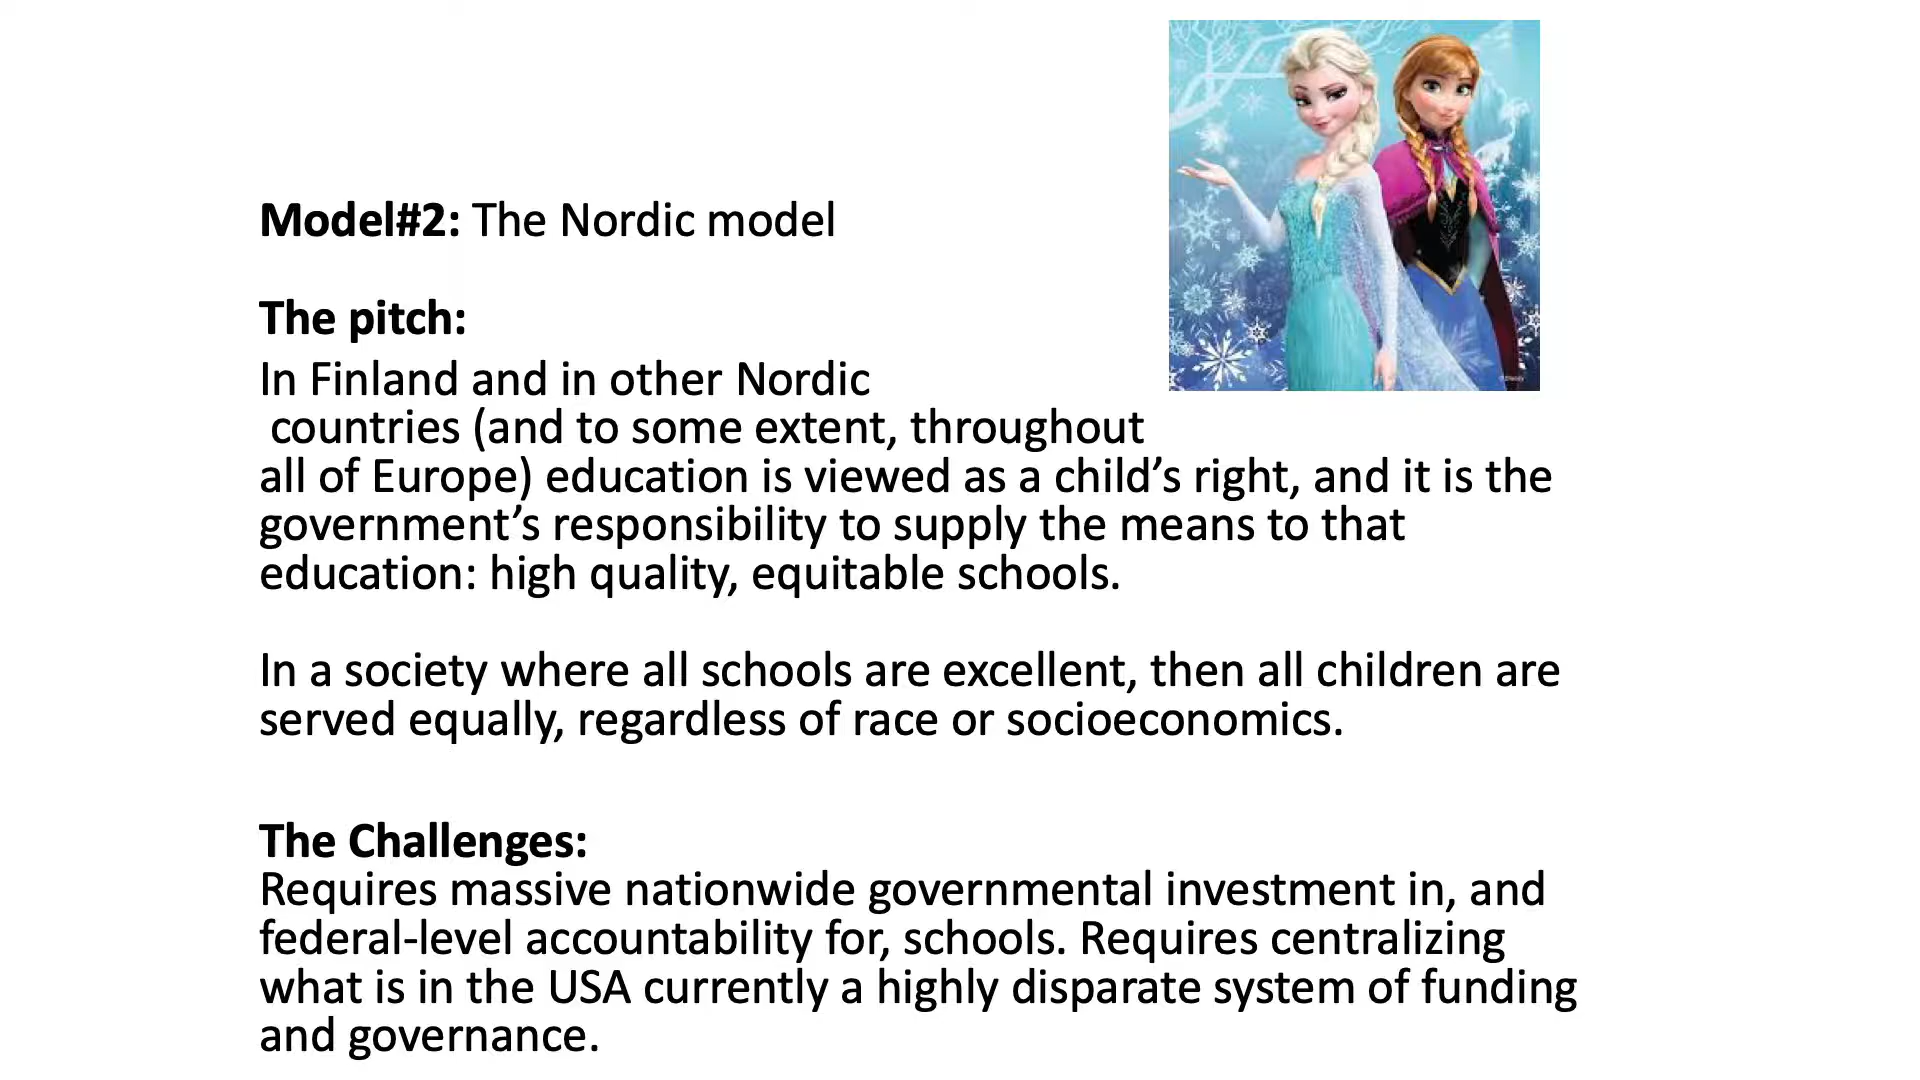 Model#2: The Nordic model
The pitch:
In Finland and in other Nordic
countries (and to some extent, throughout
all of Europe) education is viewed as a child’s right, and it is the
government’s responsibility to supply the means to that
education: high quality, equitable schools.
In a society where all schools are excellent, then all children are
served equally, regardless of race or socioeconomics.
The Challenges:
Requires massive nationwide governmental investment in, and
federal-level accountability for, schools. Requires centralizing
what is in the USA currently a highly disparate system of funding
and governance.